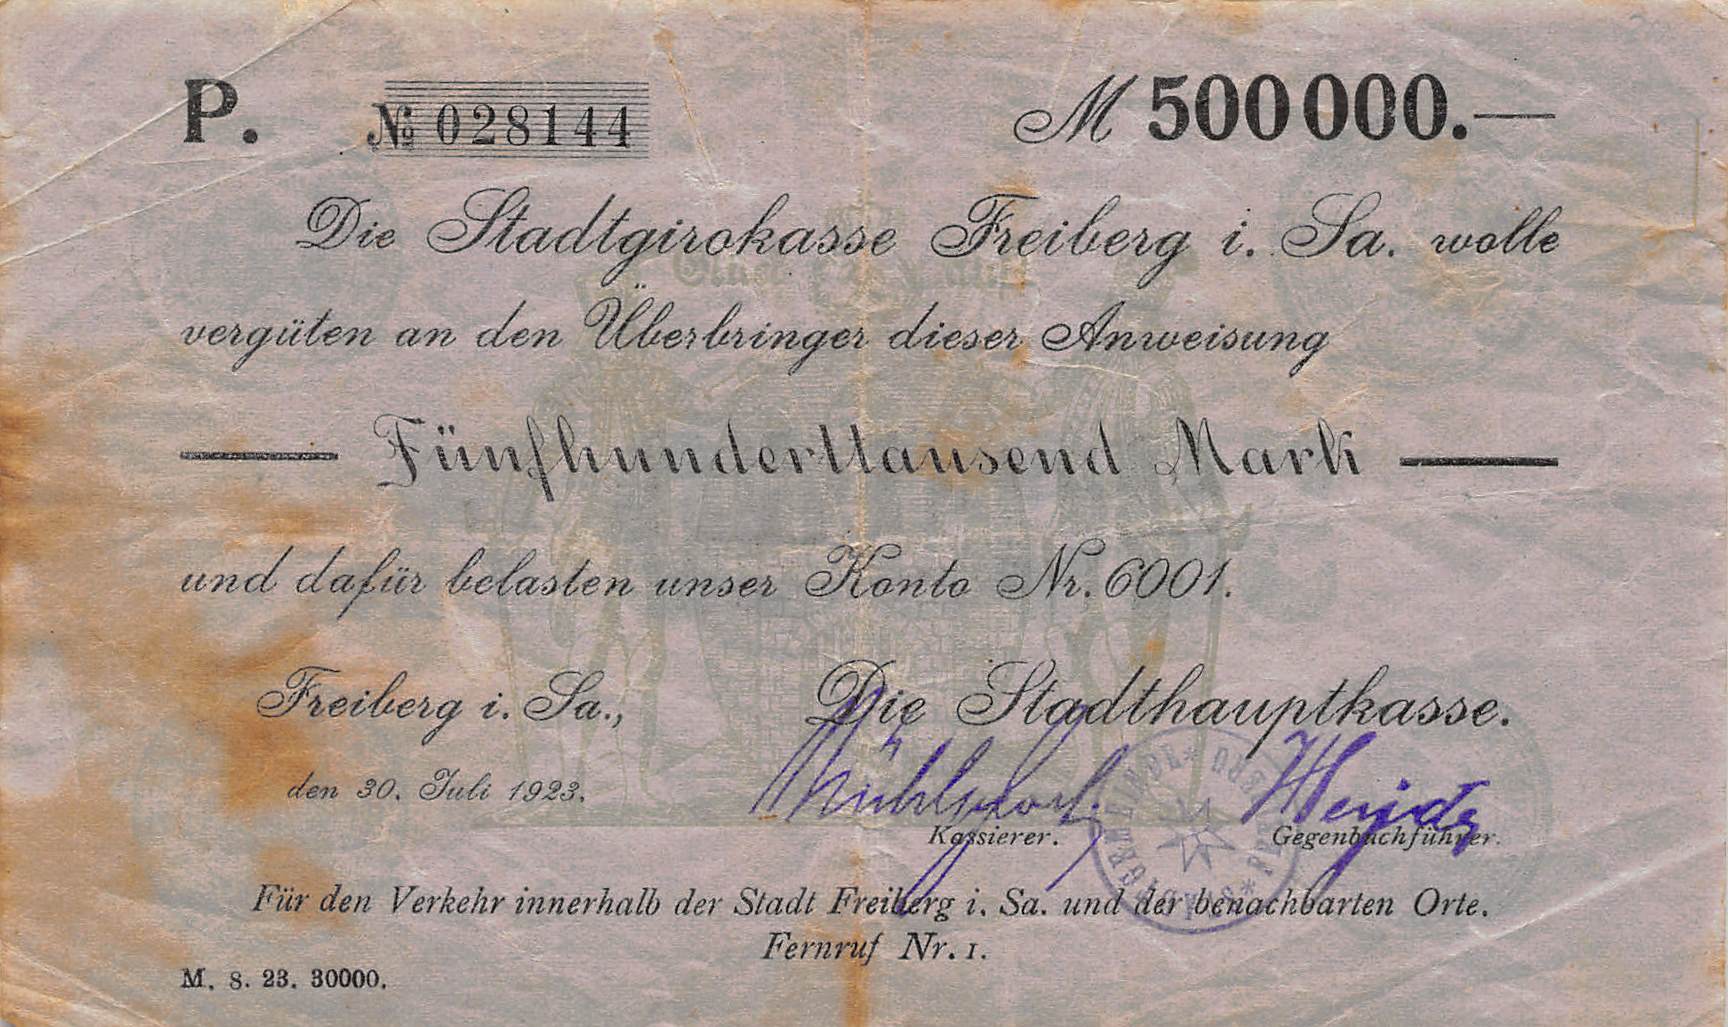 P. № 028144 M 500 000.—
Die Stadtgirokasse Freiberg i. Sa. wolle
vergüten an den Überbringer dieser Anweisung
— Fünfhunderttausend Mark —
und dafür belasten unser Konto Nr. 6001.
Freiberg i. Sa., Die Stadthauptkasse.
den 30. Juli 1923.
Kassierer. Gegenbuchführer.
Für den Verkehr innerhalb der Stadt Freiberg i. Sa. und der benachbarten Orte.
Fernruf Nr. 1.
M. 8. 23. 30000.